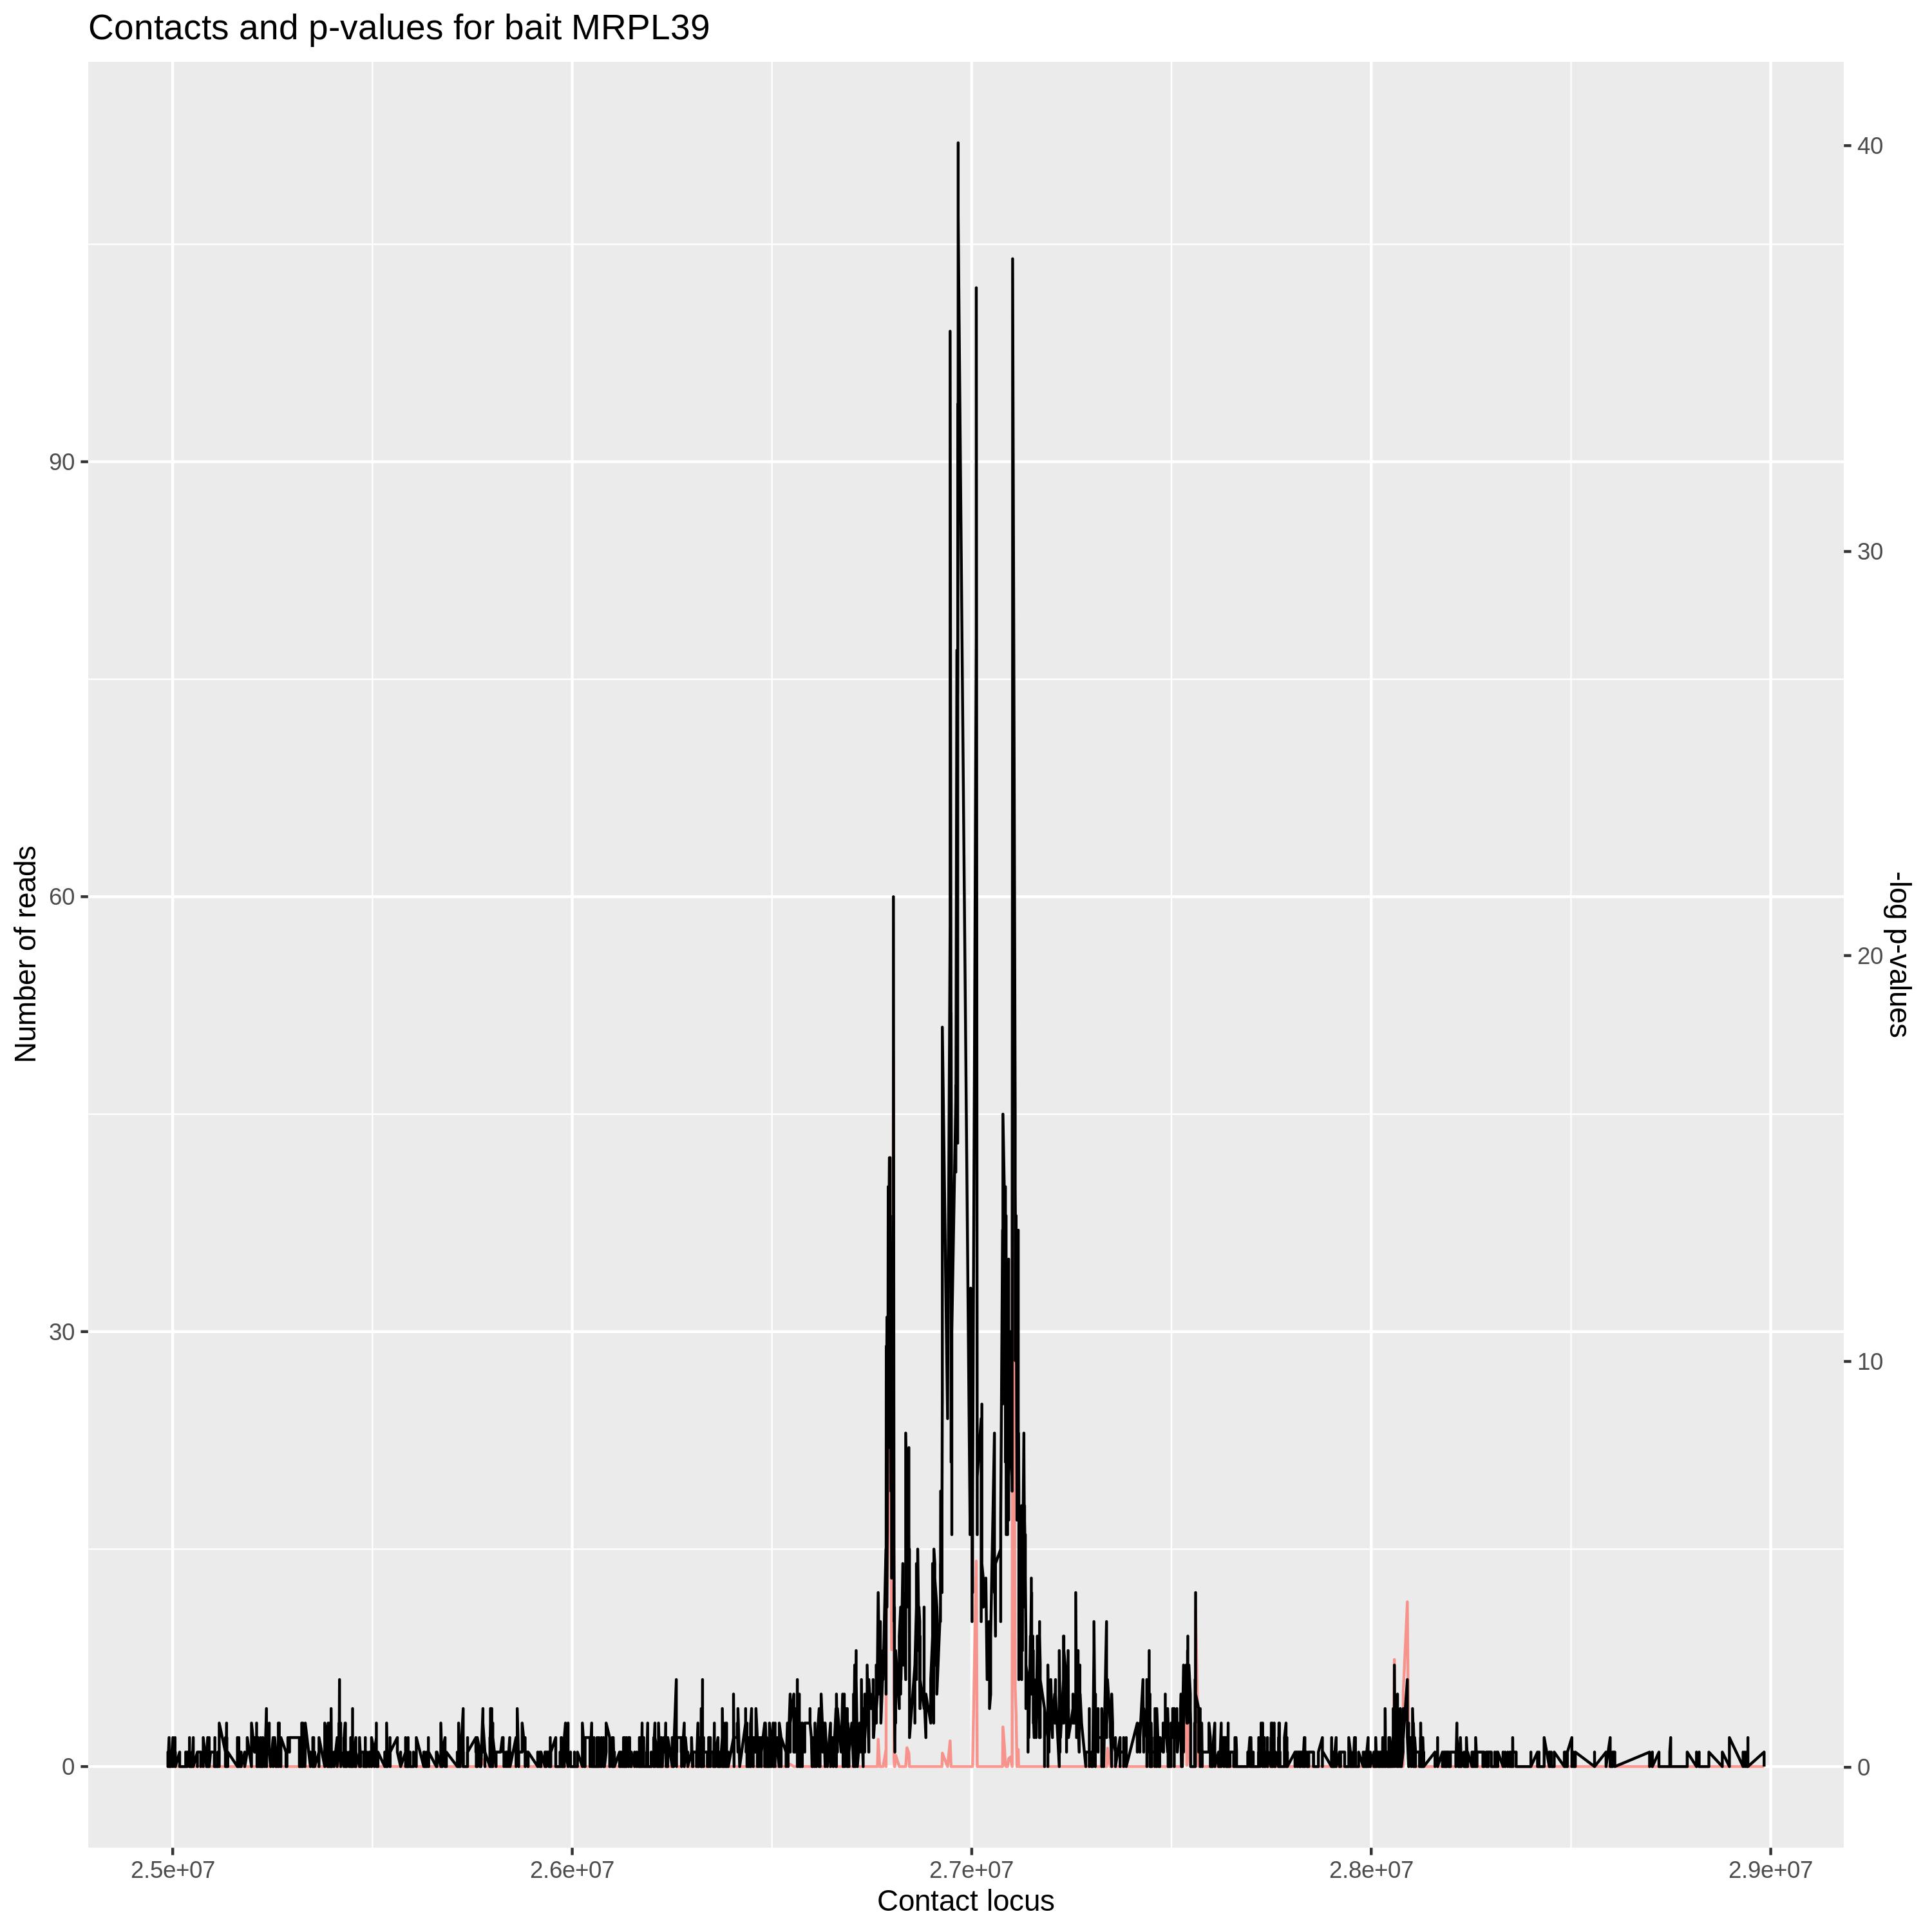 Contacts and p-values for bait MRPL39
40
90
30
60
20
30
10
0
0
Number of reads
-log p-values
2.5e+07
2.6e+07
2.7e+07
2.8e+07
2.9e+07
Contact locus